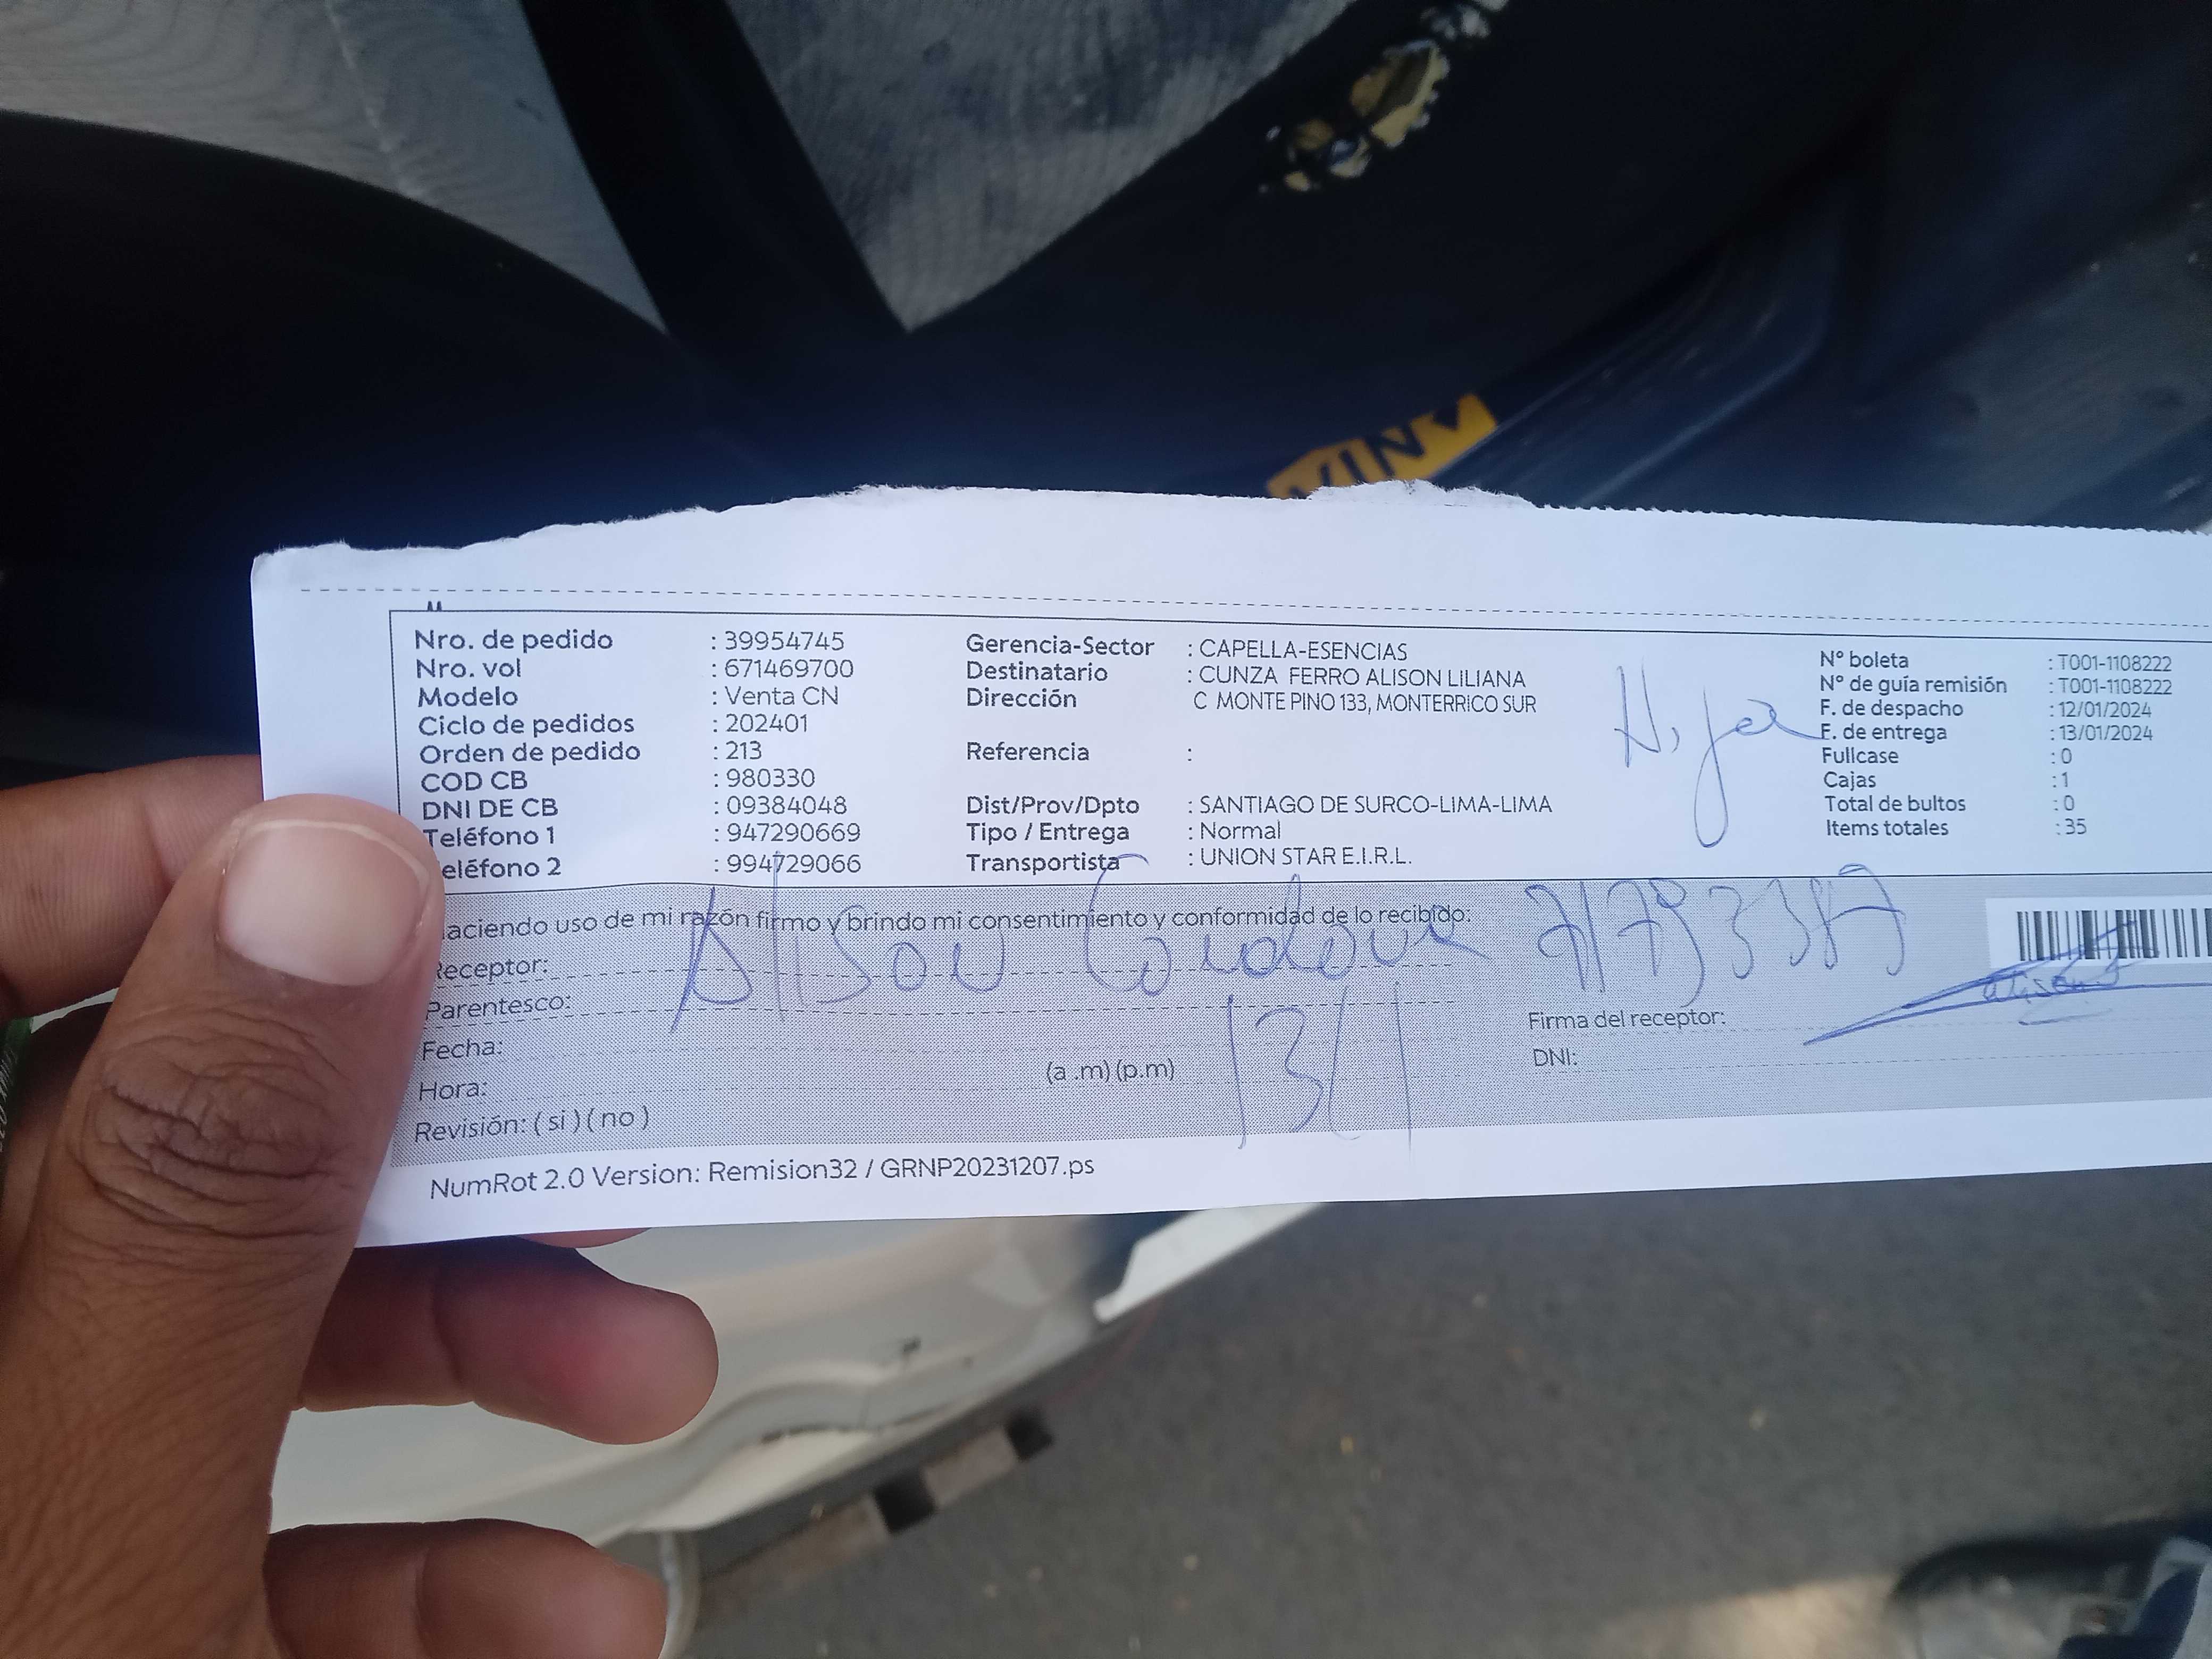 Nro. de pedido : 39954745 Gerencia-Sector : CAPELLA-ESENCIAS N° boleta : T001-1108222
Nro. vol : 671469700 Destinatario : CUNZA FERRO ALISON LILIANA N° de guía remisión : T001-1108222
Modelo : Venta CN Dirección C MONTE PINO 133, MONTERRICO SUR F. de despacho : 12/01/2024
Ciclo de pedidos : 202401 Hija F. de entrega : 13/01/2024
Orden de pedido : 213 Referencia : Fullcase : 0
COD CB : 980330 Cajas : 1
DNI DE CB : 09384048 Dist/Prov/Dpto : SANTIAGO DE SURCO-LIMA-LIMA Total de bultos : 0
Teléfono 1 : 947290669 Tipo / Entrega : Normal Items totales : 35
eléfono 2 : 994729066 Transportista : UNION STAR E.I.R.L.
aciendo uso de mi razón firmo y brindo mi consentimiento y conformidad de lo recibido:
Receptor: Alison Cordova
Parentesco:
Firma del receptor: Alison
Fecha:
DNI:
Hora: (a .m) (p.m)
Revisión: ( si ) ( no )
NumRot 2.0 Version: Remision32 / GRNP20231207.ps